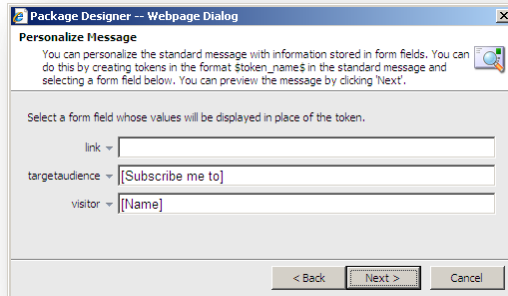 Package Designer -- Webpage Dialog
Personalize Message
You can personalize the standard message with information stored in form fields. You can
do this by creating tokens in the format $token_name$ in the standard message and
selecting a form field below. You can preview the message by clicking 'Next'.
Select a form field whose values will be displayed in place of the token.
link
targetaudience [Subscribe me to]
visitor [Name]
< Back Next > Cancel